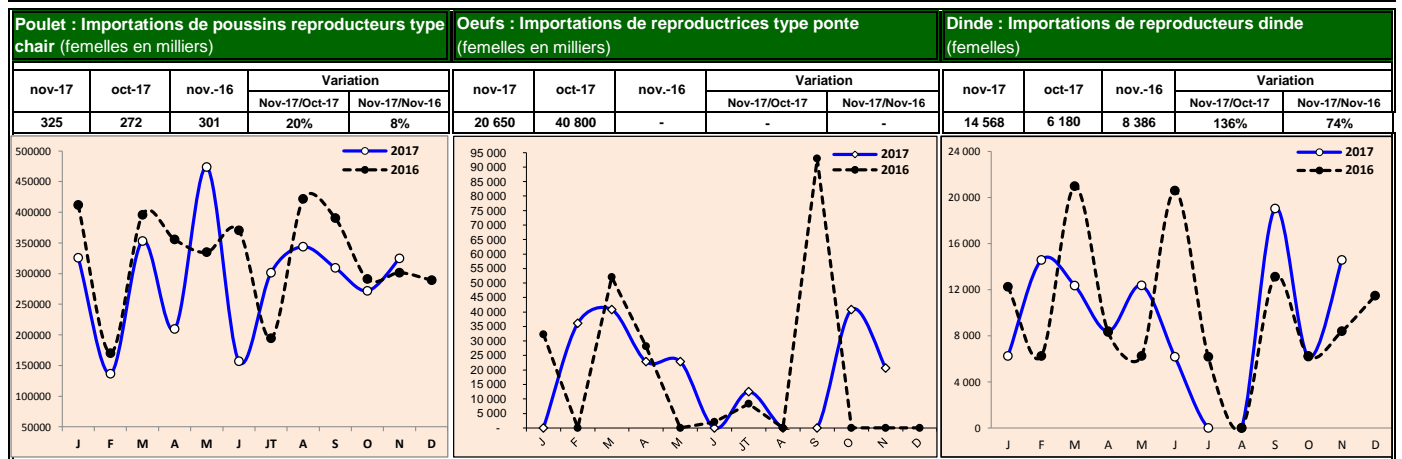 Poulet : Importations de poussins reproducteurs type
chair (femelles en milliers)
nov-17 oct-17 nov.-16 Variation
Nov-17/Oct-17 Nov-17/Nov-16
325 272 301 20% 8%
500000
450000
400000
350000
300000
250000
200000
150000
100000
50000
2017
2016
J F M A M J JT A S O N D
Oeufs : Importations de reproductrices type ponte
(femelles en milliers)
nov-17 oct-17 nov.-16 Variation
Nov-17/Oct-17 Nov-17/Nov-16
20 650 40 800 - - -
95 000
90 000
85 000
80 000
75 000
70 000
65 000
60 000
55 000
50 000
45 000
40 000
35 000
30 000
25 000
20 000
15 000
10 000
5 000
-
2017
2016
J F M A M J JT A S O N D
Dinde : Importations de reproducteurs dinde
(femelles)
nov-17 oct-17 nov.-16 Variation
Nov-17/Oct-17 Nov-17/Nov-16
14 568 6 180 8 386 136% 74%
24 000
20 000
16 000
12 000
8 000
4 000
0
2017
2016
J F M A M J J A S O N D